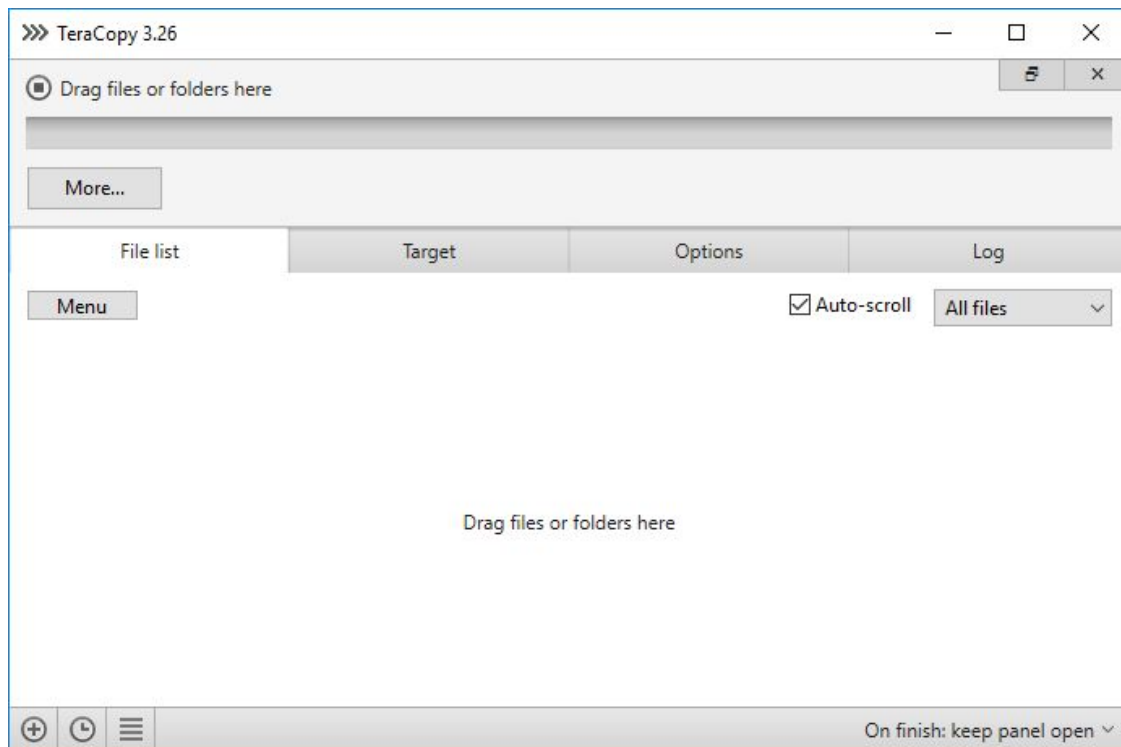 TeraCopy 3.26
Drag files or folders here
More...
File list Target Options Log
Menu Auto-scroll All files
Drag files or folders here
On finish: keep panel open